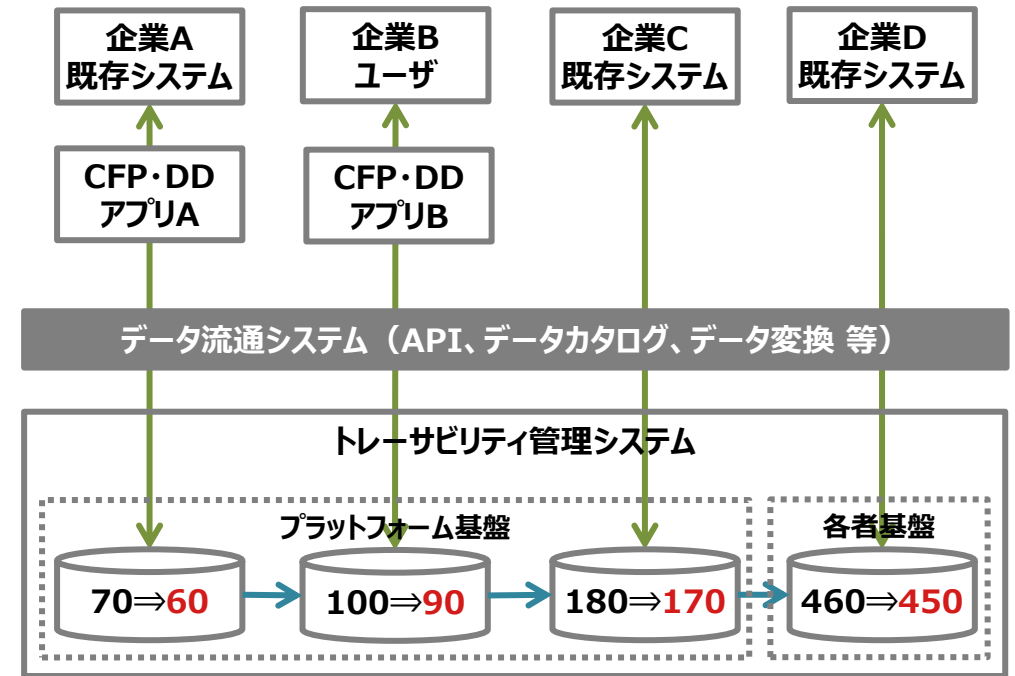 企業A
既存システム
企業B
ユーザ
企業C
既存システム
企業D
既存システム
CFP・DD
アプリA
CFP・DD
アプリB
データ流通システム（API、データカタログ、データ変換 等）
トレーサビリティ管理システム
プラットフォーム基盤
各者基盤
70⇒60
100⇒90
180⇒170
460⇒450